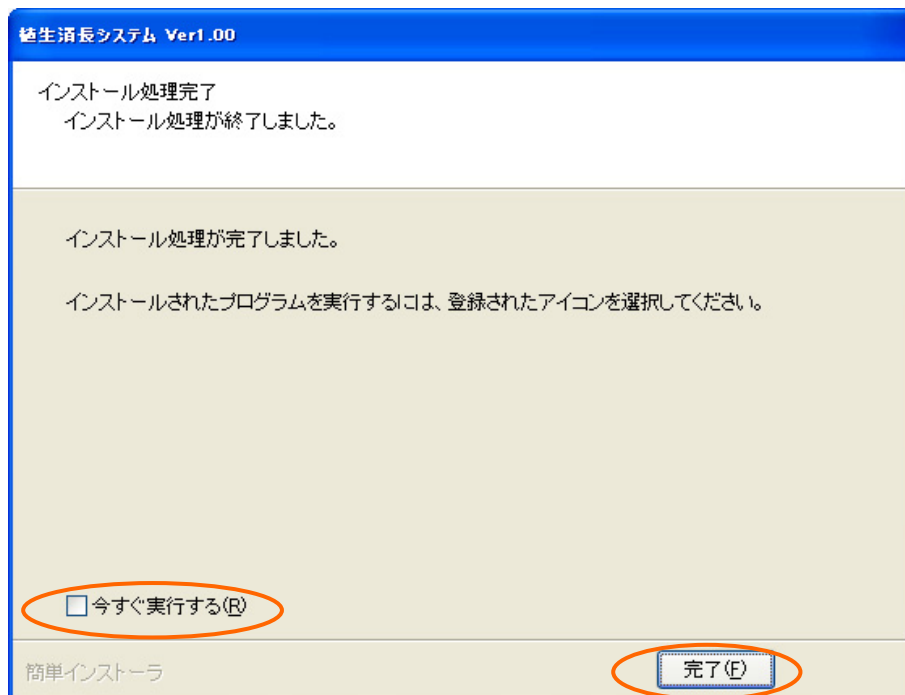 植生消長システム Ver1.00
インストール処理完了
インストール処理が終了しました。
インストール処理が完了しました。
インストールされたプログラムを実行するには、登録されたアイコンを選択してください。
今すぐ実行する(R)
簡単インストーラ
完了(F)